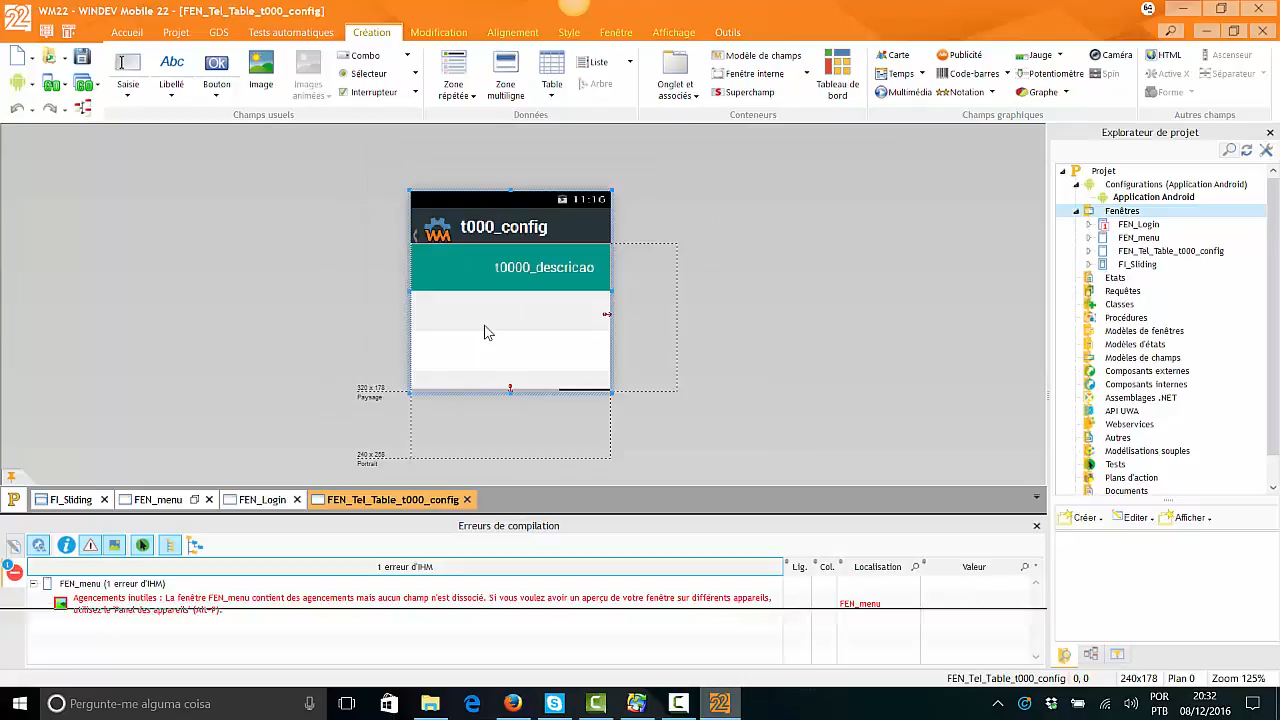 22 WM22 - WINDEV Mobile 22 - [FEN_Tel_Table_t000_config]
64
Accueil Projet GDS Tests automatiques Création Modification Alignement Style Fenêtre Affichage Outils
Saisie
Abc Libellé
Ok Bouton
Image
Images animées
Combo
Sélecteur
Interrupteur
Champs usuels
Zone répétée
Zone multiligne
Table
Liste
Arbre
Données
Onglet et associés
Modèle de champs
Fenêtre interne
Superchamp
Tableau de bord
Conteneurs
Carte
Temps
Multimédia
Vidéo
Code-barres
Notation
Jauge
Potentiomètre
Graphe
Caméra
Spin
Champs graphiques
HTML
Activité
Forme
Ascenseur
Séparateur
Autres champs
11:16
WM t000_config
t0000_descricao
320 x 178
Paysage
240 x 258
Portrait
Explorateur de projet
Projet
Configurations (Application Android)
Application Android
Fenêtres
FEN_Login
FEN_menu
FEN_Tel_Table_t000_config
FI_Sliding
Etats
Requêtes
Classes
Procédures
Modèles de fenêtres
Modèles d'états
Modèles de champs
Composants externes
Composants internes
Assemblages .NET
API UWA
Webservices
Autres
Modélisations souples
Tests
Plans d'action
Documents
Créer Editer Afficher
FI_Sliding FEN_menu FEN_Login FEN_Tel_Table_t000_config
Erreurs de compilation
1 erreur d'IHM Lig. Col. Localisation Valeur
1
FEN_menu (1 erreur d'IHM)
Agencements inutiles : La fenêtre FEN_menu contient des agencements mais aucun champ n'est dissocié. Si vous voulez avoir un aperçu de votre fenêtre sur différents appareils,
utilisez le 'Panel des appareils' (Alt-P).
FEN_menu
FEN_Tel_Table_t000_config 0, 0 240x178 Plan 0 Zoom 125%
Pergunte-me alguma coisa
22
POR
PTB
20:32
08/12/2016